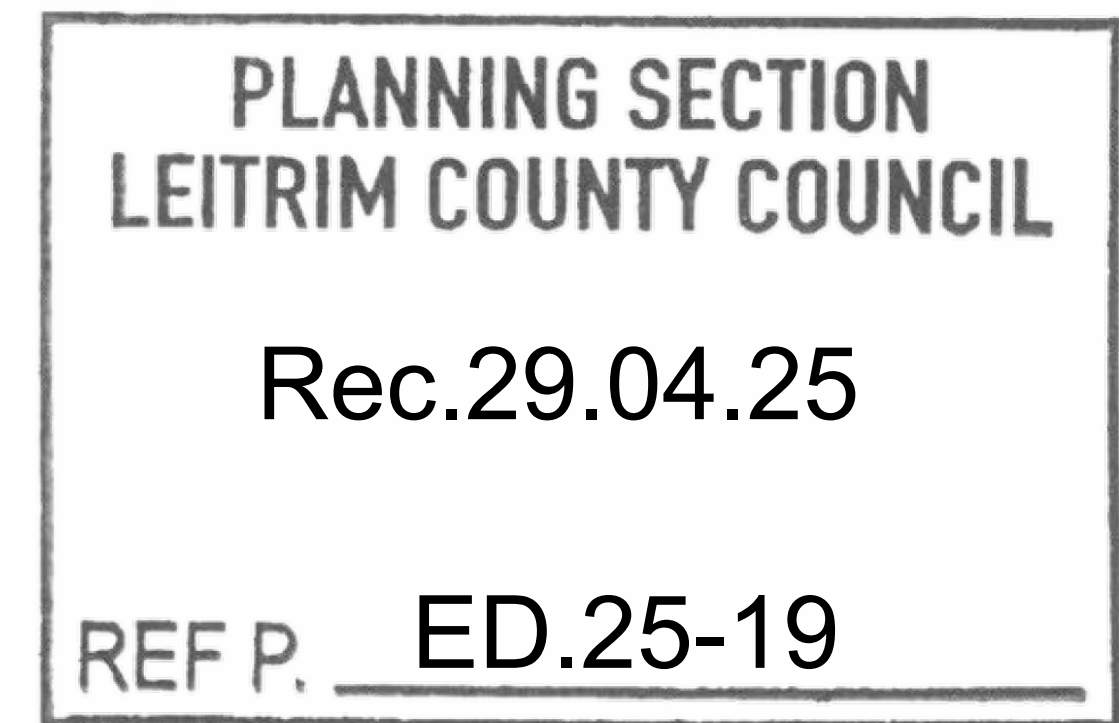 PLANNING SECTION
LEITRIM COUNTY COUNCIL
Rec.29.04.25
REF P. ED.25-19